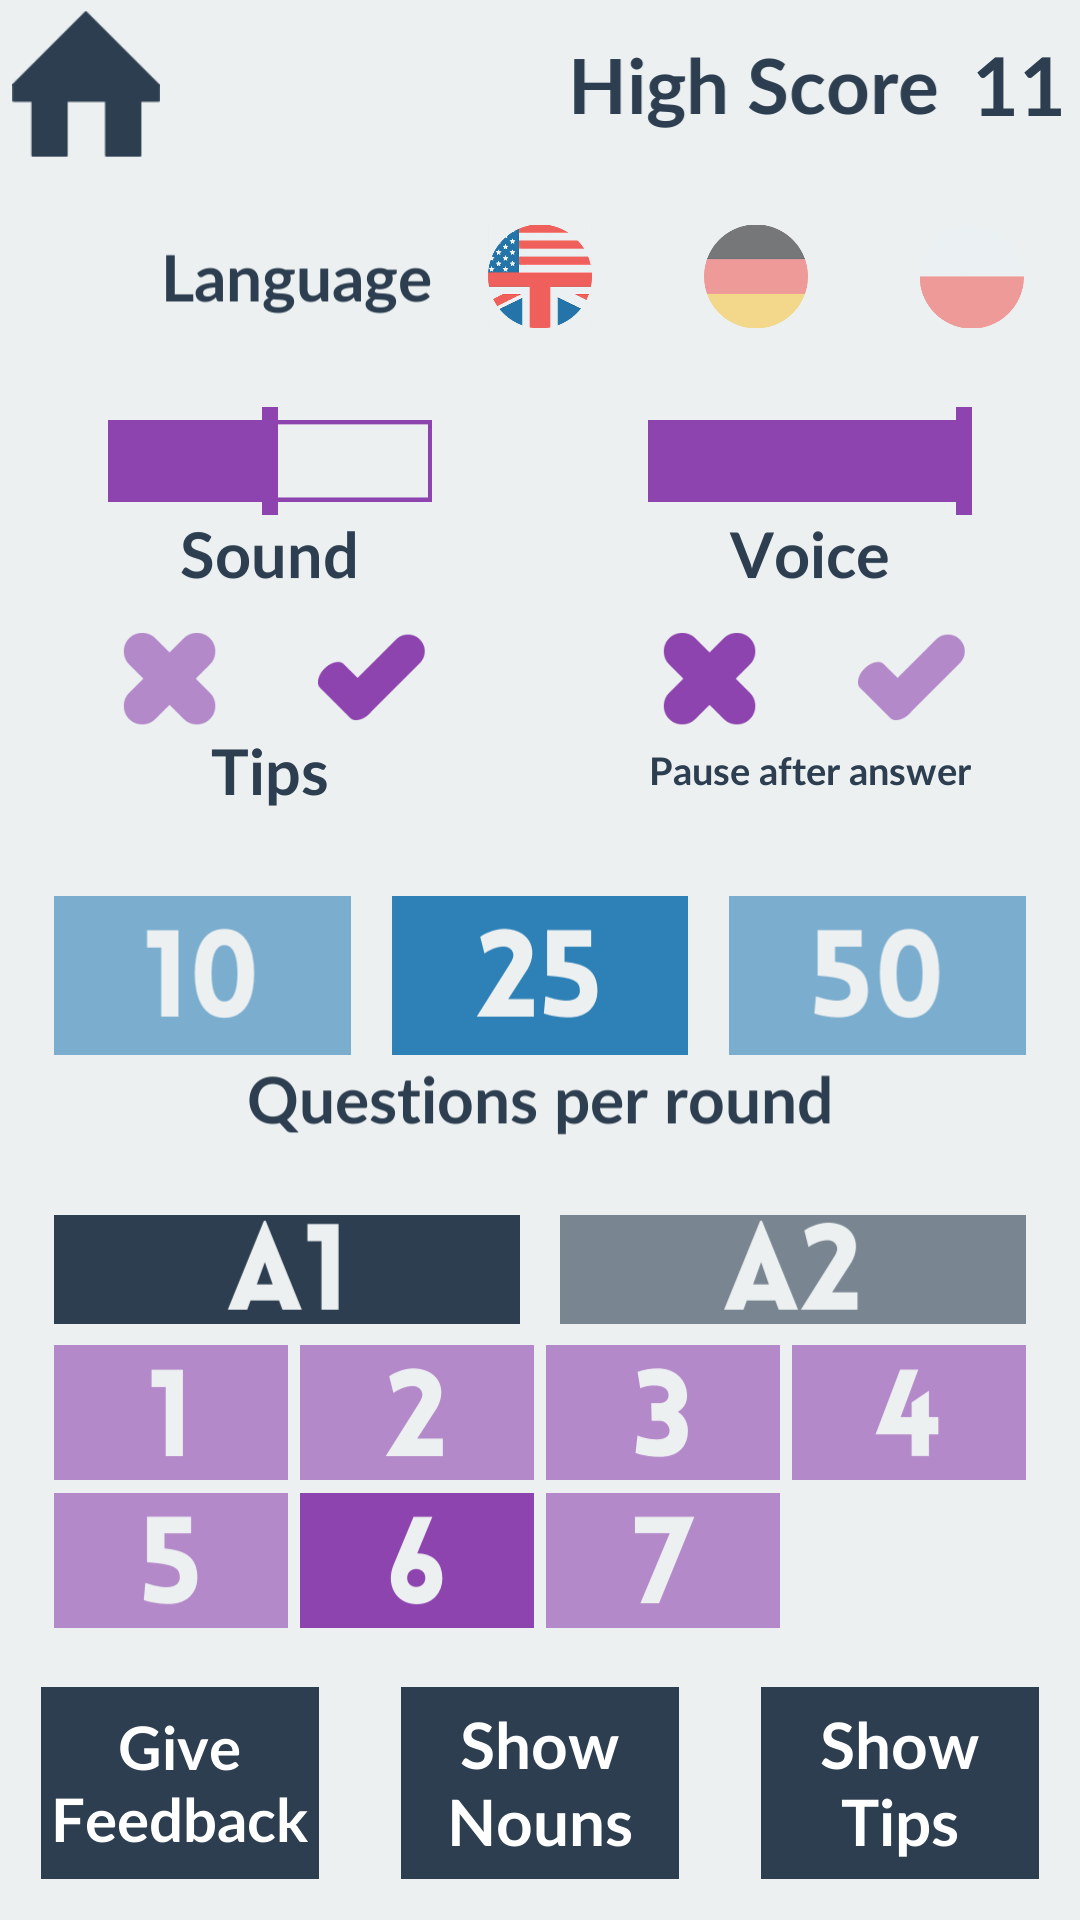 High Score 11
Language
Sound Voice
Tips Pause after answer
10 25 50
Questions per round
A1 A2
1 2 3 4
5 6 7
Give Show Show
Feedback Nouns Tips